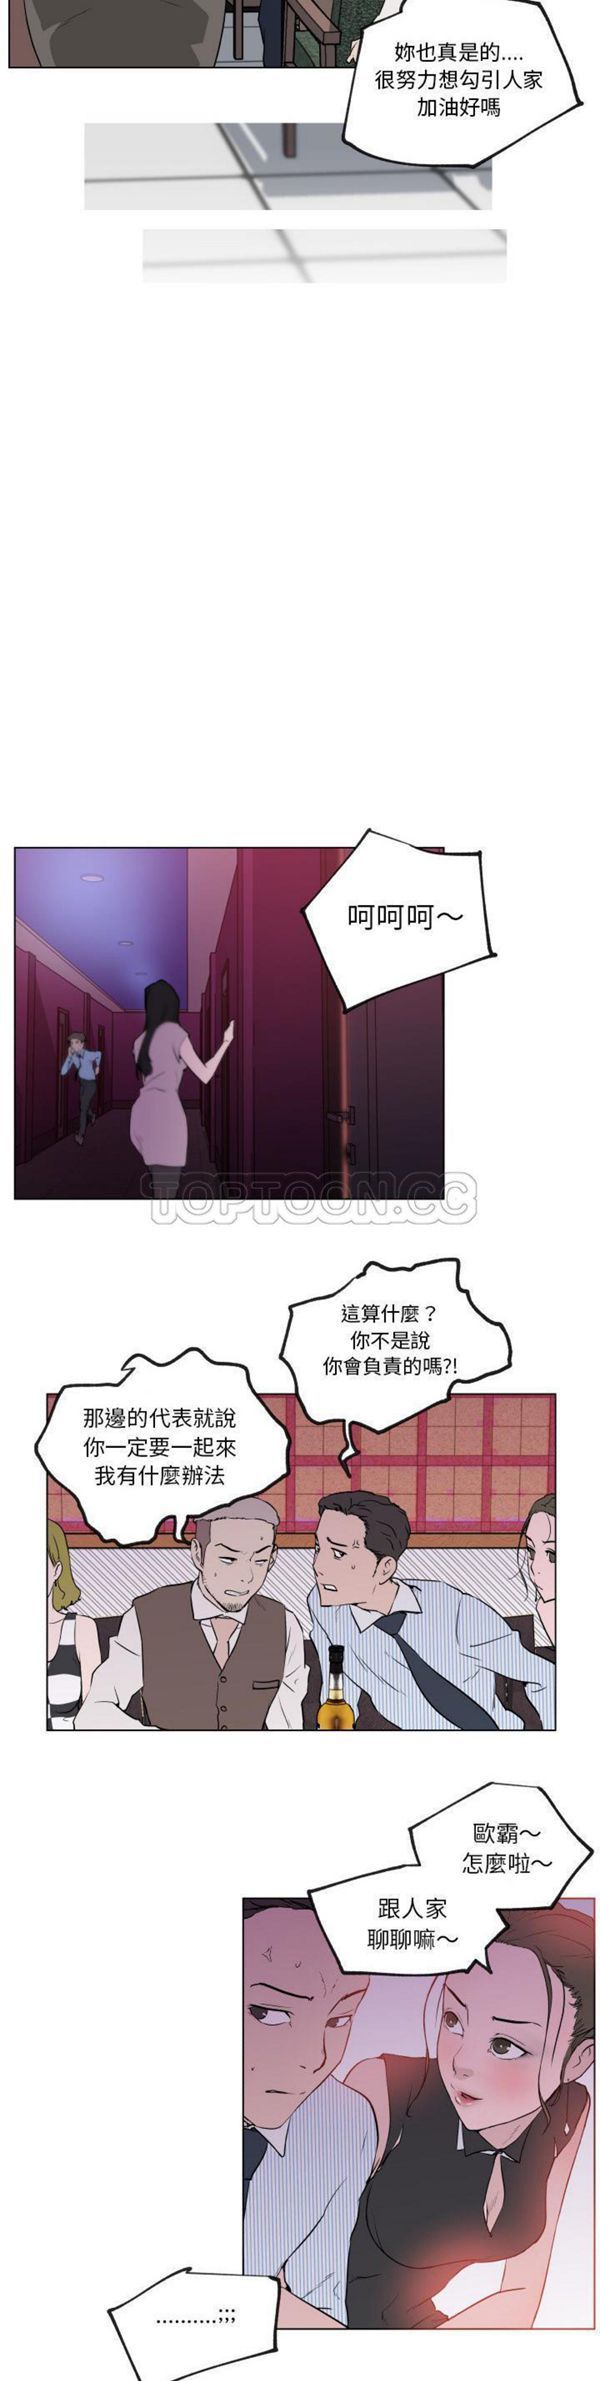 妳也真是的....
很努力想勾引人家
加油好嗎
呵呵呵～
TOPTOON.CC
這算什麼？
你不是說
你會負責的嗎?!
那邊的代表就說
你一定要一起來
我有什麼辦法
歐霸～
怎麼啦～
跟人家
聊聊嘛～
..........;;;